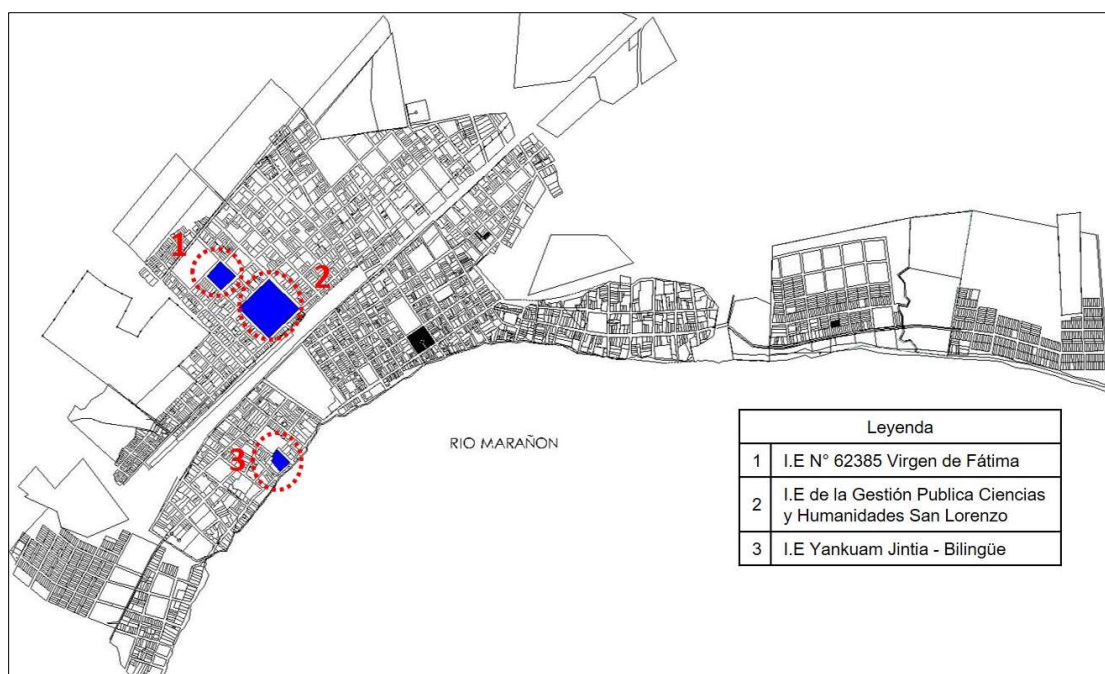 1
2
3
RIO MARAÑON
Leyenda
1 I.E N° 62385 Virgen de Fátima
2 I.E de la Gestión Publica Ciencias
y Humanidades San Lorenzo
3 I.E Yankuam Jintia - Bilingüe